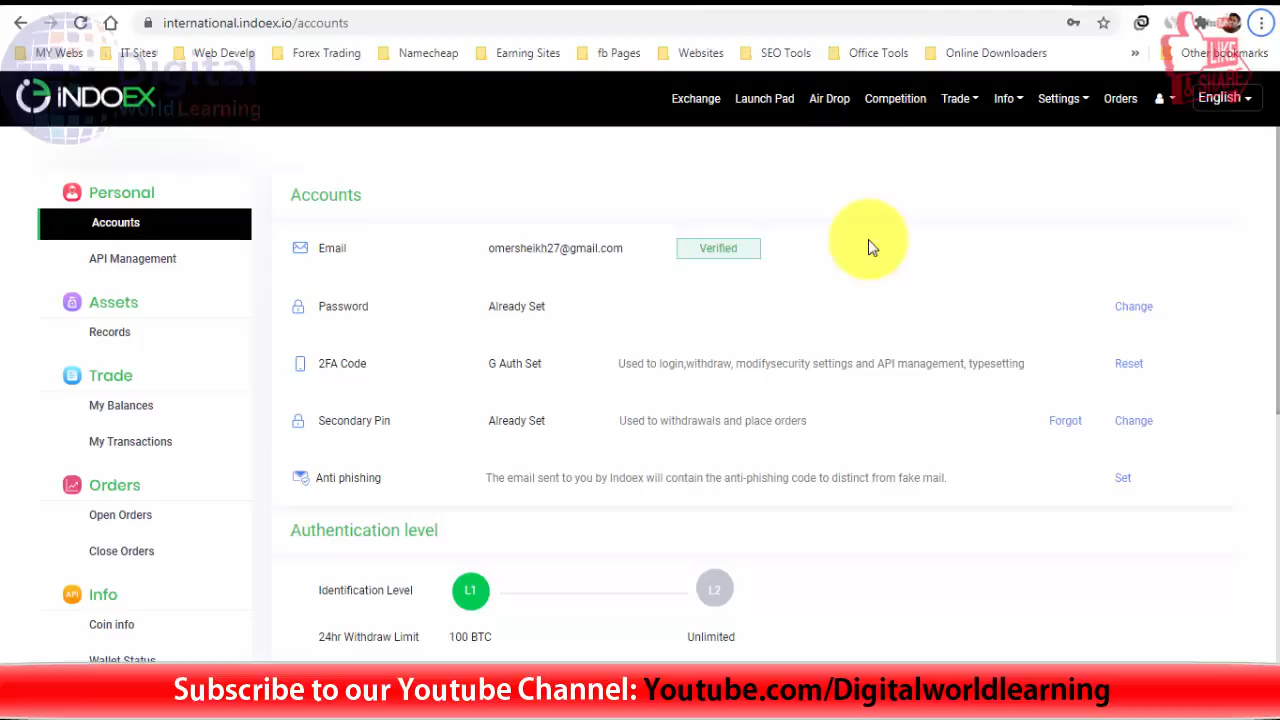 international.indoex.io/accounts
MY Webs IT Sites Web Develp Forex Trading Namecheap Earning Sites fb Pages Websites SEO Tools Office Tools Online Downloaders » Other bookmarks
Digital
World Learning
LIKE
& SHARE
INDOEX
Exchange Launch Pad Air Drop Competition Trade Info Settings Orders English
Personal
Accounts
API Management
Assets
Records
Trade
My Balances
My Transactions
Orders
Open Orders
Close Orders
API Info
Coin info
Wallet Status
Accounts
Email omersheikh27@gmail.com Verified
Password Already Set Change
2FA Code G Auth Set Used to login,withdraw, modifysecurity settings and API management, typesetting Reset
Secondary Pin Already Set Used to withdrawals and place orders Forgot Change
Anti phishing The email sent to you by Indoex will contain the anti-phishing code to distinct from fake mail. Set
Authentication level
Identification Level L1 L2
24hr Withdraw Limit 100 BTC Unlimited
Subscribe to our Youtube Channel: Youtube.com/Digitalworldlearning